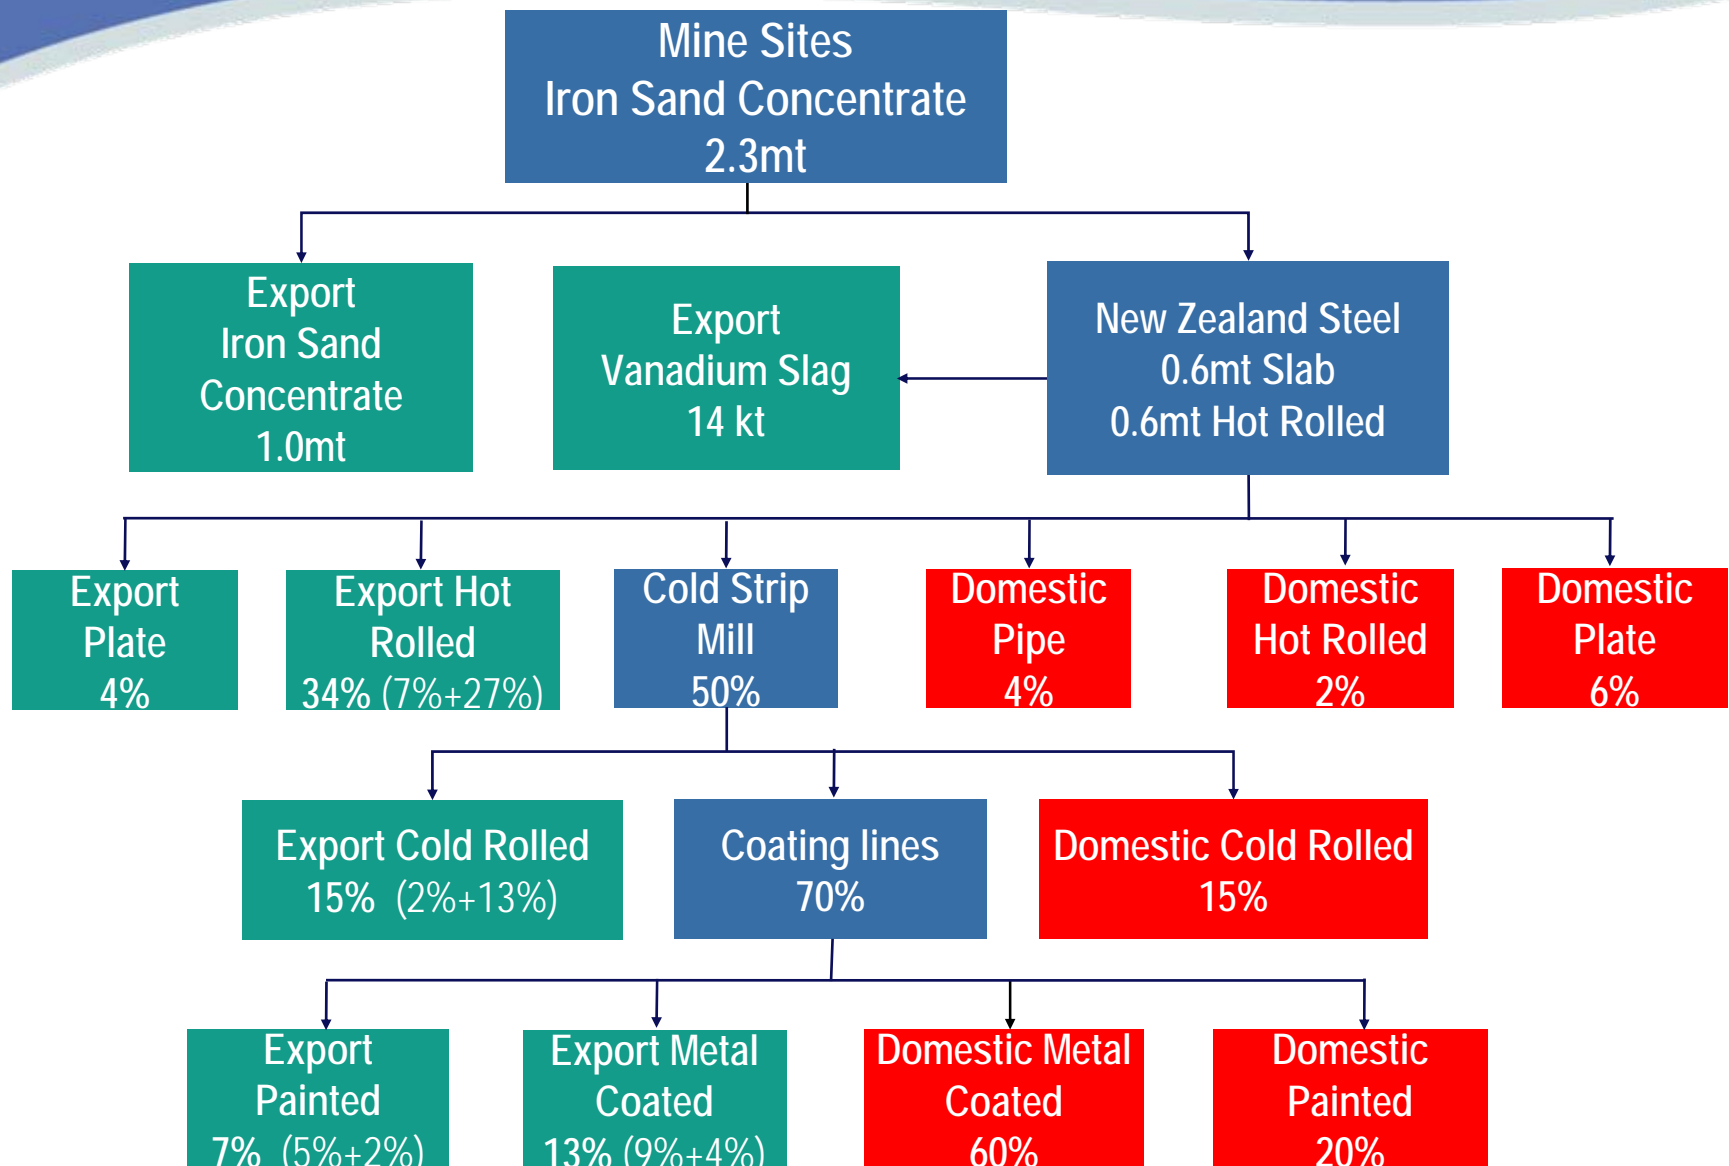 Mine Sites
Iron Sand Concentrate
2.3mt
Export
Iron Sand
Concentrate
1.0mt
Export
Vanadium Slag
14 kt
New Zealand Steel
0.6mt Slab
0.6mt Hot Rolled
Export
Plate
4%
Export Hot
Rolled
34% (7%+27%)
Cold Strip
Mill
50%
Domestic
Pipe
4%
Domestic
Hot Rolled
2%
Domestic
Plate
6%
Export Cold Rolled
15% (2%+13%)
Coating lines
70%
Domestic Cold Rolled
15%
Export
Painted
7% (5%+2%)
Export Metal
Coated
13% (9%+4%)
Domestic Metal
Coated
60%
Domestic
Painted
20%